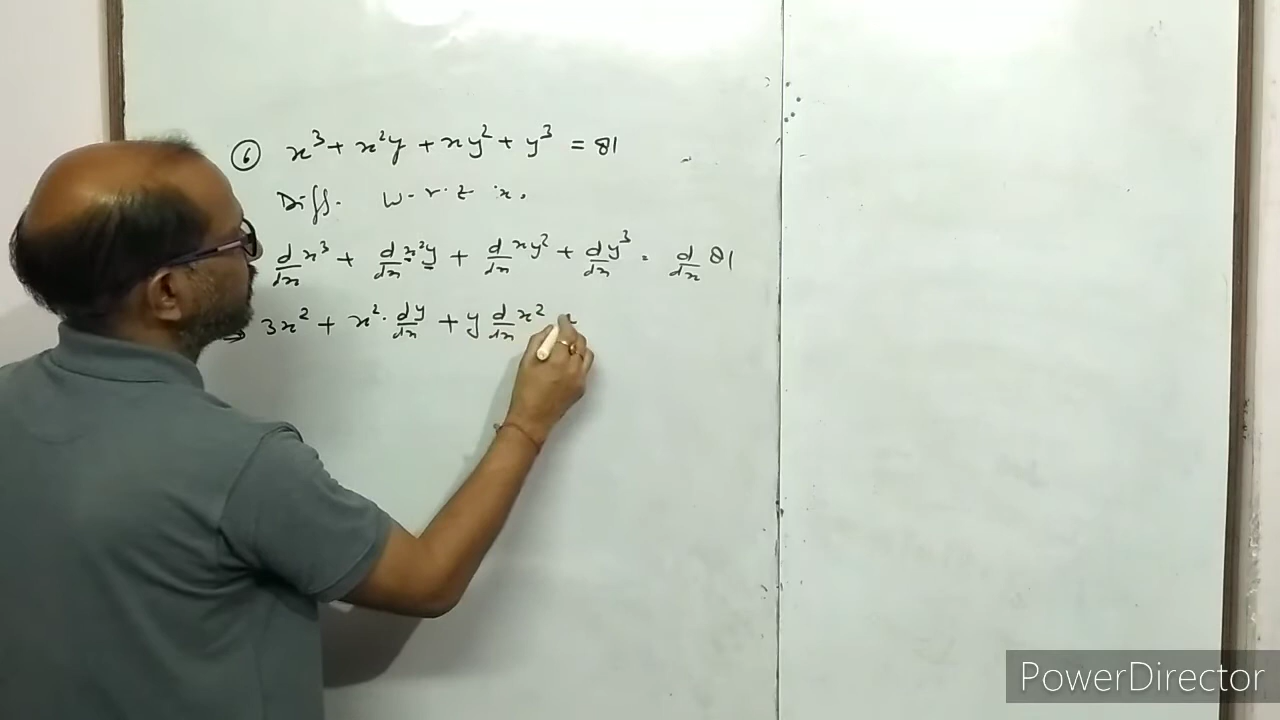 ⑥ x³ + x²y + xy² + y³ = 81
Diff. w.r.t x.
d/dx x³ + d/dx x²y + d/dx xy² + d/dx y³ = d/dx 81
⇒ 3x² + x² · dy/dx + y d/dx x²
PowerDirector